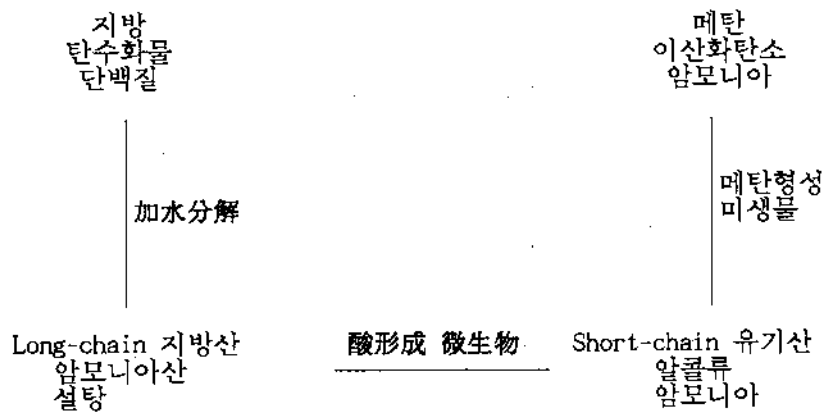 지방
탄수화물
단백질
메탄
이산화탄소
암모니아
加水分解
메탄형성
미생물
Long-chain 지방산
암모니아산
설탕
酸形成 微生物
Short-chain 유기산
알콜류
암모니아